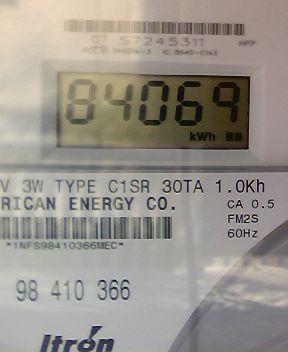 07 57245311 HPP
84069
kWh
V 3W TYPE C1SR 30TA 1.0Kh
RICAN ENERGY CO. CA 0.5
FM2S
*1NFS98410366MEC* 60Hz
98 410 366
Itron